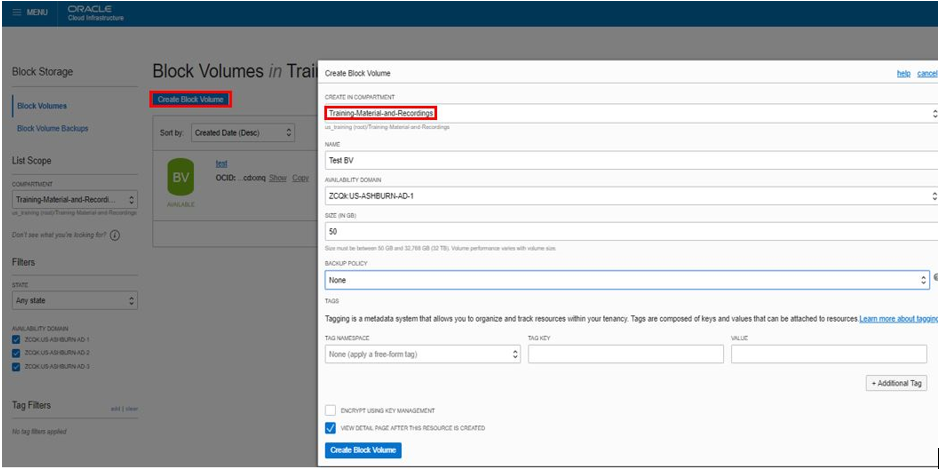 MENU
ORACLE
Cloud Infrastructure
Block Storage
Block Volumes
Block Volume Backups
List Scope
COMPARTMENT
Training-Material-and-Recordi...
us_training (root)/Training-Material-and-Recordings
Don't see what you're looking for?
Filters
STATE
Any state
AVAILABILITY DOMAIN
ZCQK:US-ASHBURN-AD-1
ZCQK:US-ASHBURN-AD-2
ZCQK:US-ASHBURN-AD-3
Tag Filters
add | clear
No tag filters applied
Block Volumes in Trai
Create Block Volume
Sort by:
Created Date (Desc)
BV
AVAILABLE
test
OCID: ...cdxxmq Show Copy
Create Block Volume
help cancel
CREATE IN COMPARTMENT
Training-Material-and-Recordings
us_training (root)/Training-Material-and-Recordings
NAME
Test BV
AVAILABILITY DOMAIN
ZCQk:US-ASHBURN-AD-1
SIZE (IN GB)
50
Size must be between 50 GB and 32,768 GB (32 TB). Volume performance varies with volume size.
BACKUP POLICY
None
TAGS
Tagging is a metadata system that allows you to organize and track resources within your tenancy. Tags are composed of keys and values that can be attached to resources.Learn more about tagging
TAG NAMESPACE
TAG KEY
VALUE
None (apply a free-form tag)
+ Additional Tag
ENCRYPT USING KEY MANAGEMENT
VIEW DETAIL PAGE AFTER THIS RESOURCE IS CREATED
Create Block Volume